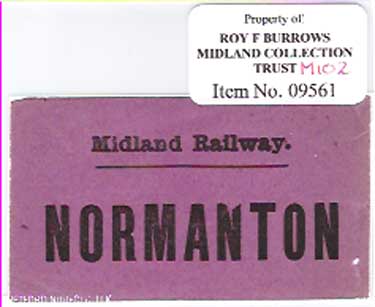 Property of:
ROY F BURROWS
MIDLAND COLLECTION
TRUST M102
Item No. 09561
Midland Railway.
NORMANTON